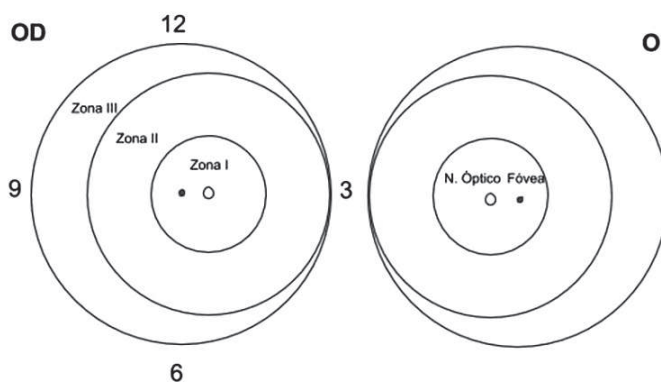 12
OD
O
Zona III
Zona II
Zona I
N. Óptico Fóvea
9
3
6